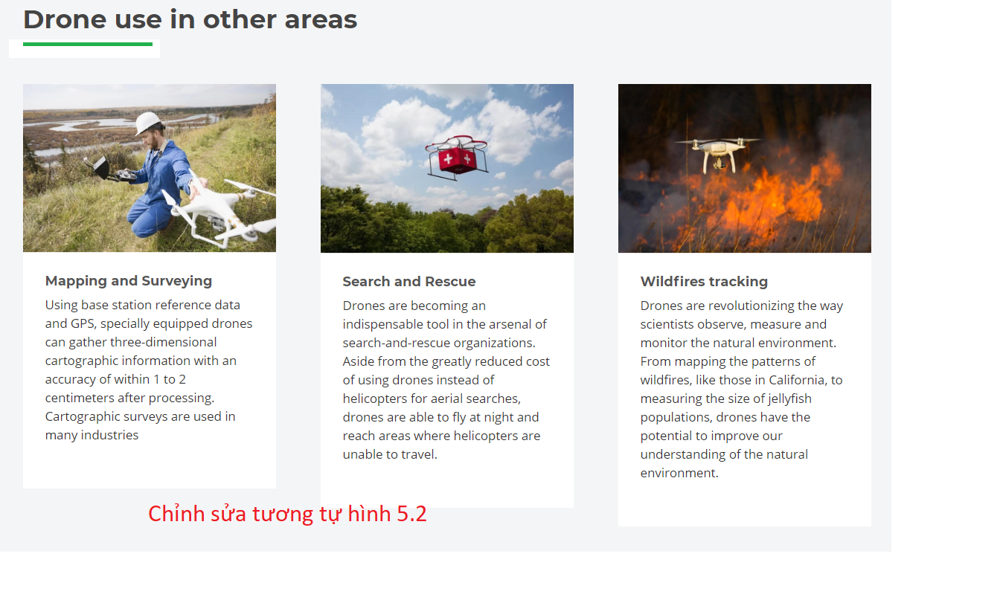 Drone use in other areas
Mapping and Surveying
Using base station reference data
and GPS, specially equipped drones
can gather three-dimensional
cartographic information with an
accuracy of within 1 to 2
centimeters after processing.
Cartographic surveys are used in
many industries
Search and Rescue
Drones are becoming an
indispensable tool in the arsenal of
search-and-rescue organizations.
Aside from the greatly reduced cost
of using drones instead of
helicopters for aerial searches,
drones are able to fly at night and
reach areas where helicopters are
unable to travel.
Wildfires tracking
Drones are revolutionizing the way
scientists observe, measure and
monitor the natural environment.
From mapping the patterns of
wildfires, like those in California, to
measuring the size of jellyfish
populations, drones have the
potential to improve our
understanding of the natural
environment.
Chỉnh sửa tương tự hình 5.2